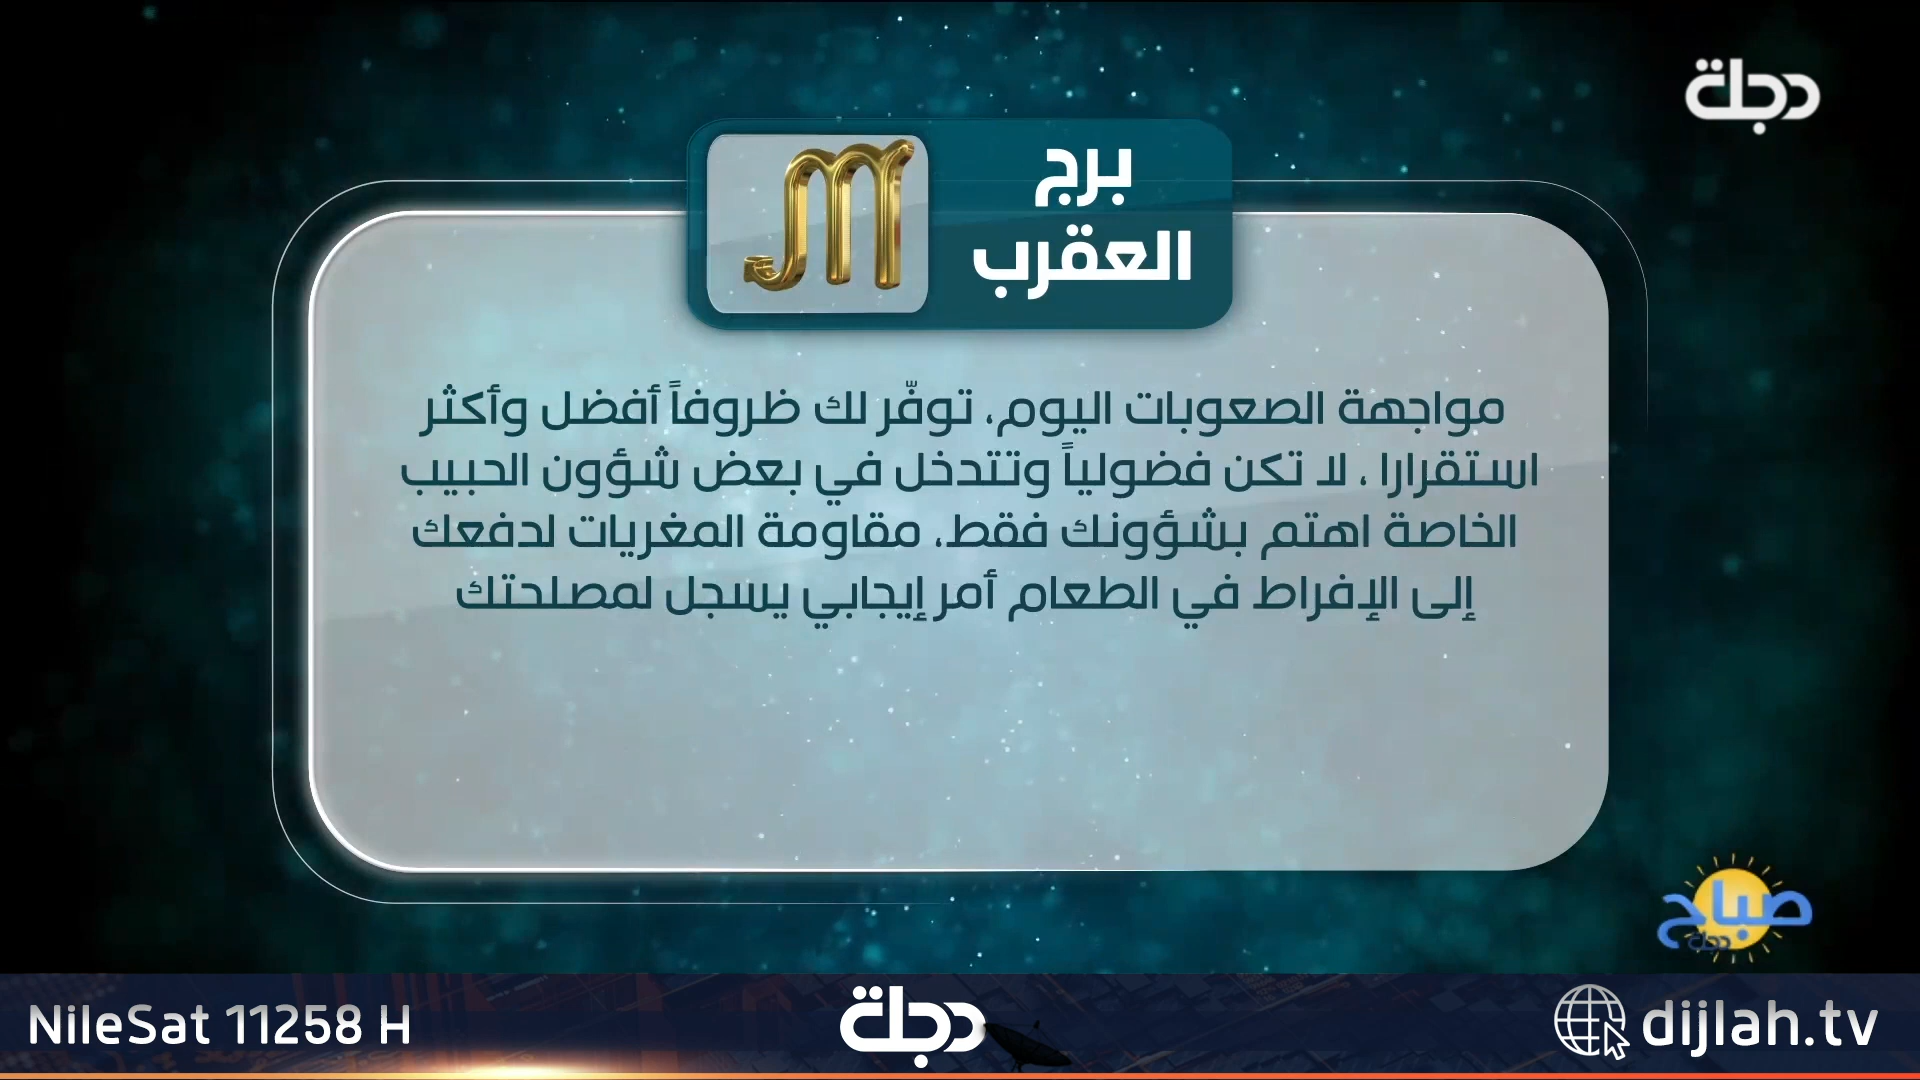 دجلة
برج
العقرب
مواجهة الصعوبات اليوم، توفّر لك ظروفاً أفضل وأكثر
استقرارا ، لا تكن فضولياً وتتدخل في بعض شؤون الحبيب
الخاصة اهتم بشؤونك فقط، مقاومة المغريات لدفعك
إلى الإفراط في الطعام أمر إيجابي يسجل لمصلحتك
صباح
دجلة
NileSat 11258 H
دجلة
dijlah.tv